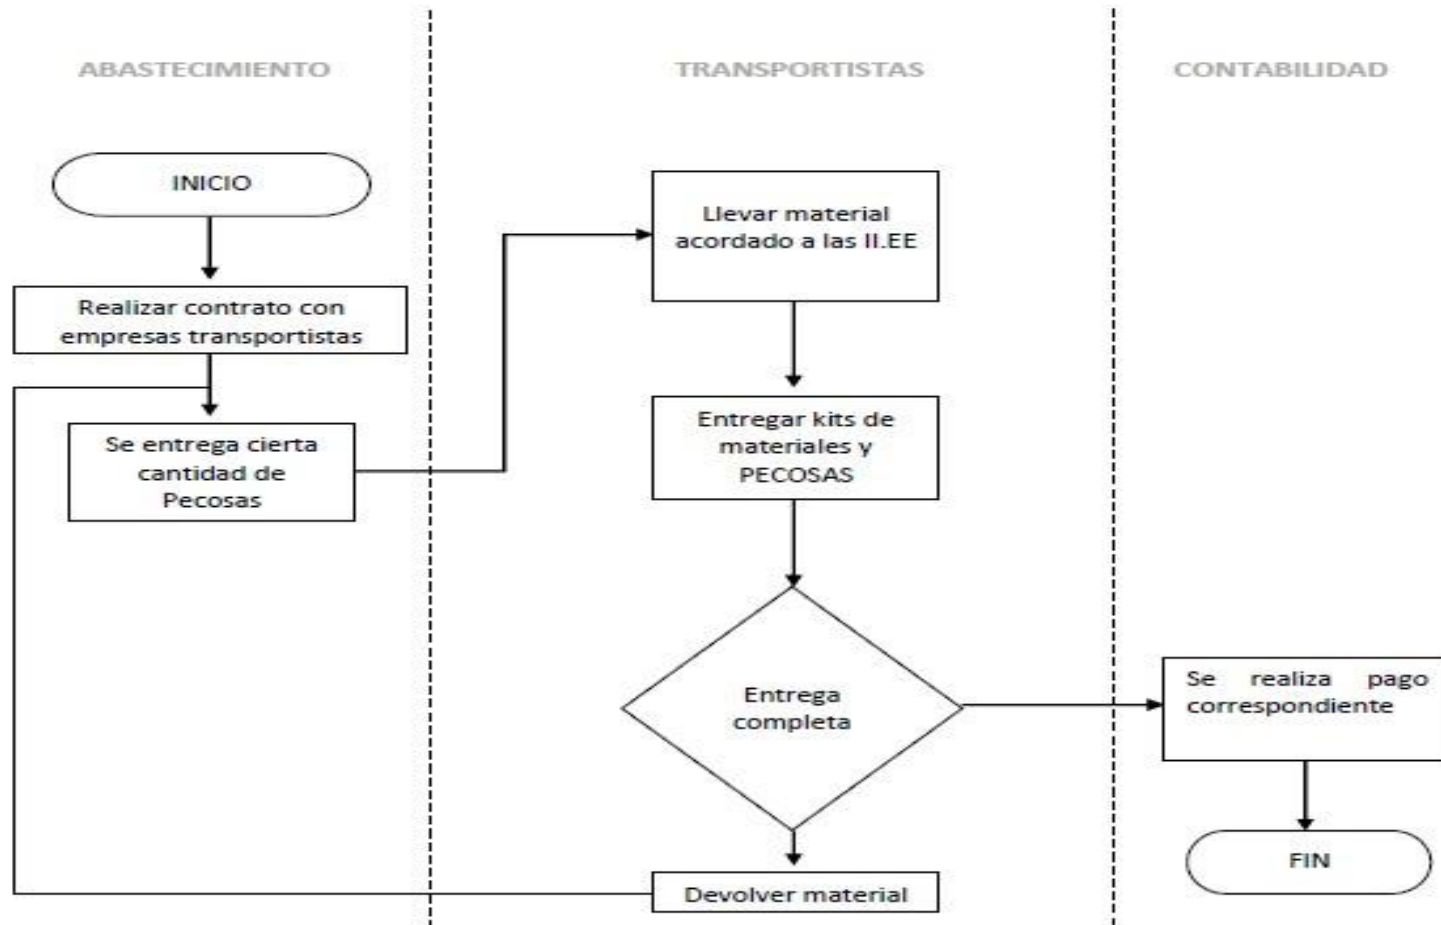 ABASTECIMIENTO
TRANSPORTISTAS
CONTABILIDAD
INICIO
Realizar contrato con
empresas transportistas
Se entrega cierta
cantidad de
Pecosas
Llevar material
acordado a las II.EE
Entregar kits de
materiales y
PECOSAS
Entrega
completa
Devolver material
Se realiza pago
correspondiente
FIN